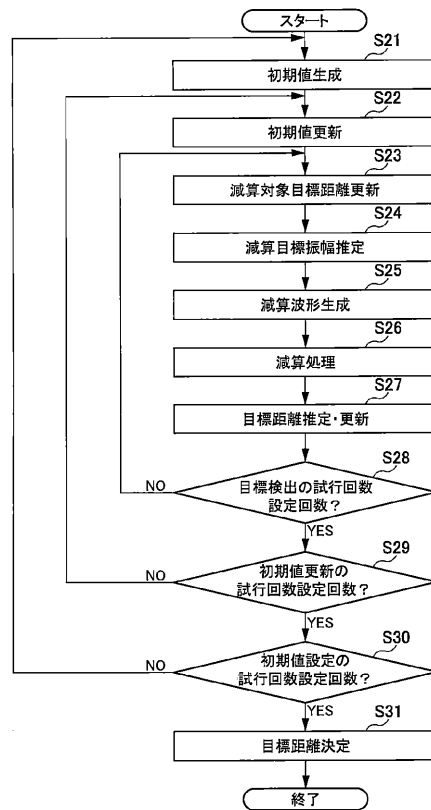 スタート
S21
初期値生成
S22
初期値更新
S23
減算対象目標距離更新
S24
減算目標振幅推定
S25
減算波形生成
S26
減算処理
S27
目標距離推定・更新
S28
目標検出の試行回数
設定回数？
NO
YES
S29
初期値更新の
試行回数設定回数？
NO
YES
S30
初期値設定の
試行回数設定回数？
NO
YES
S31
目標距離決定
終了